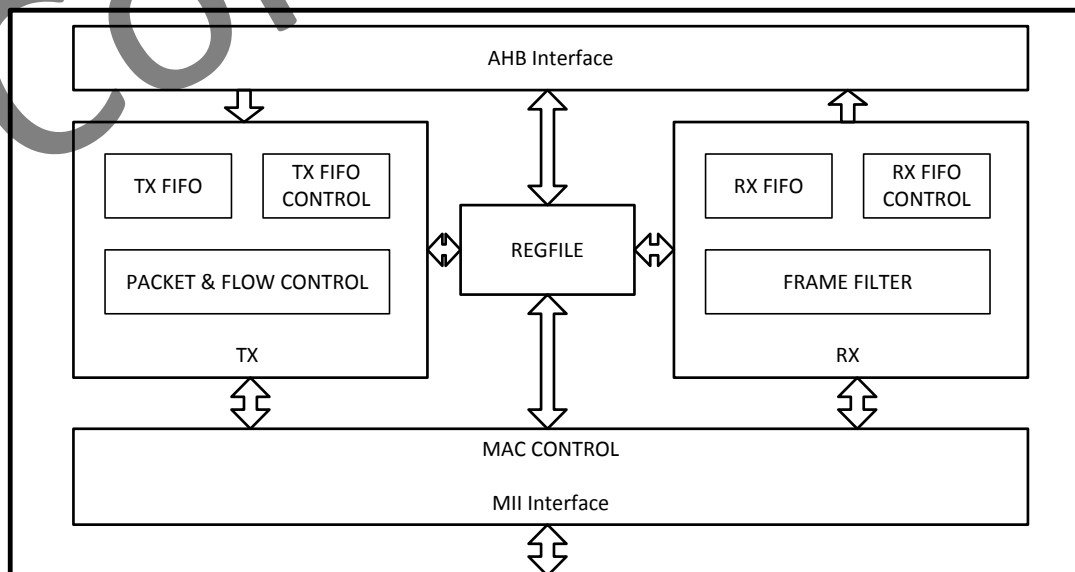 AHB Interface
TX FIFO
TX FIFO
CONTROL
PACKET & FLOW CONTROL
TX
REGFILE
RX FIFO
RX FIFO
CONTROL
FRAME FILTER
RX
MAC CONTROL
MII Interface